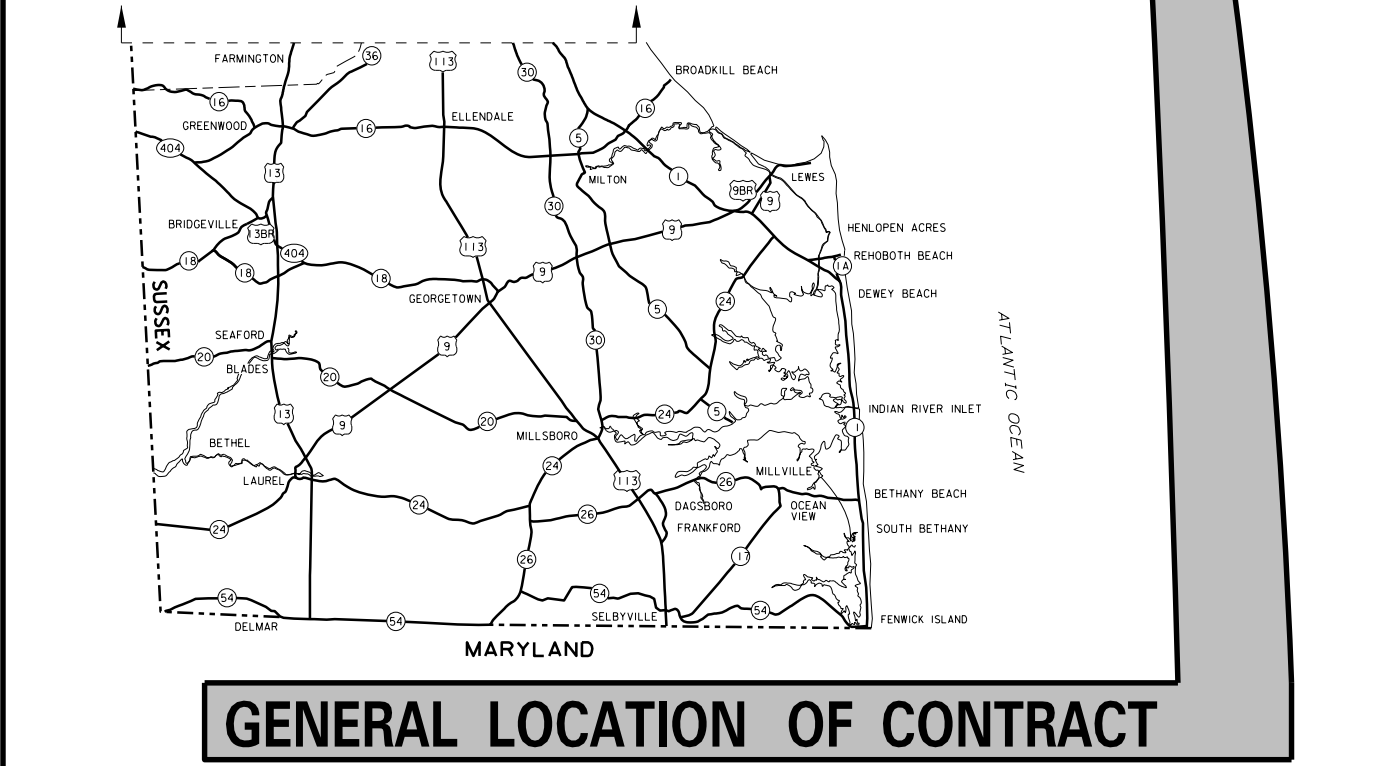 FARMINGTON
36
113
30
BROADKILL BEACH
16
16
GREENWOOD
ELLENDALE
16
5
404
13
MILTON
1
LEWES
9BR
9
30
BRIDGEVILLE
13BR
113
9
HENLOPEN ACRES
404
REHOBOTH BEACH
1A
18
18
18
9
GEORGETOWN
DEWEY BEACH
SUSSEX
24
5
ATLANTIC OCEAN
SEAFORD
30
20
9
BLADES
20
13
INDIAN RIVER INLET
9
20
24
5
1
BETHEL
MILLSBORO
24
MILLVILLE
LAUREL
113
26
BETHANY BEACH
24
DAGSBORO
OCEAN
VIEW
26
FRANKFORD
SOUTH BETHANY
24
26
17
54
54
54
SELBYVILLE
FENWICK ISLAND
DELMAR
54
MARYLAND
GENERAL LOCATION OF CONTRACT